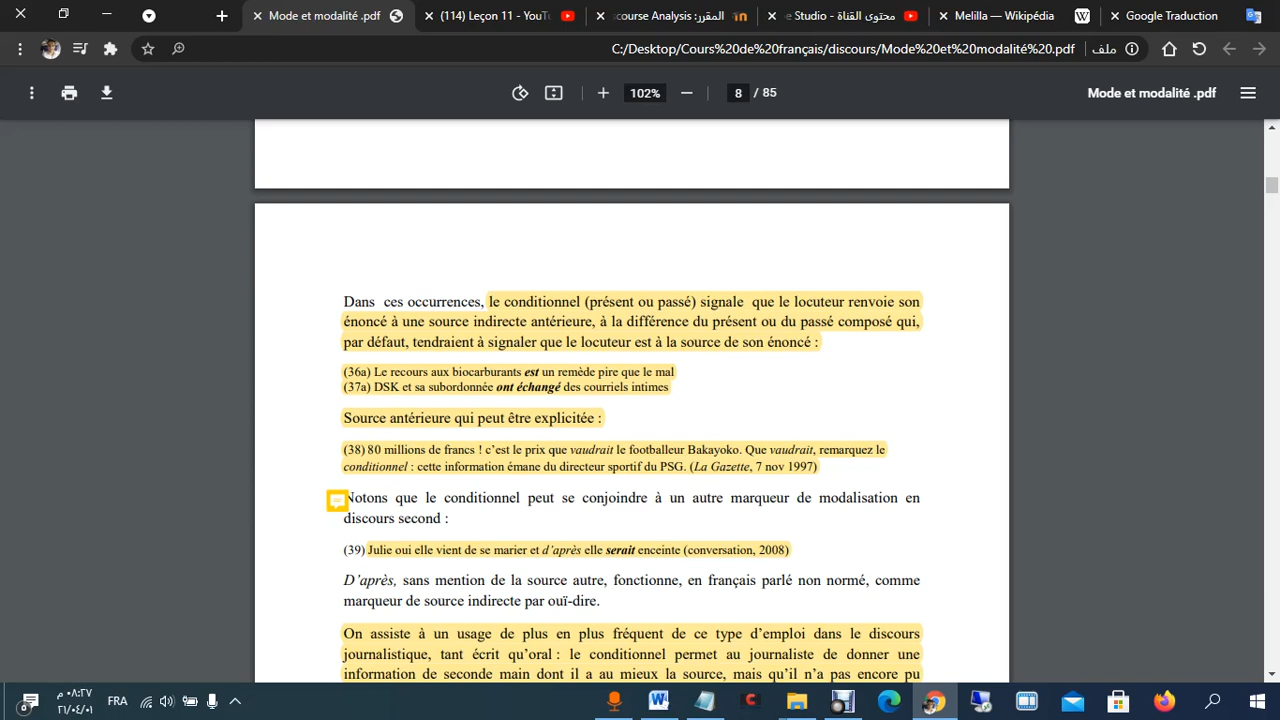 Mode et modalité .pdf
(114) Leçon 11 - YouTu
course Analysis :المقرر
محتوى القناة - e Studio
Melilla — Wikipédia
Google Traduction
C:/Desktop/Cours%20de%20français/discours/Mode%20et%20modalité%20.pdf
ملف
102%
8 / 85
Mode et modalité .pdf
Dans ces occurrences, le conditionnel (présent ou passé) signale que le locuteur renvoie son
énoncé à une source indirecte antérieure, à la différence du présent ou du passé composé qui,
par défaut, tendraient à signaler que le locuteur est à la source de son énoncé :
(36a) Le recours aux biocarburants est un remède pire que le mal
(37a) DSK et sa subordonnée ont échangé des courriels intimes
Source antérieure qui peut être explicitée :
(38) 80 millions de francs ! c’est le prix que vaudrait le footballeur Bakayoko. Que vaudrait, remarquez le
conditionnel : cette information émane du directeur sportif du PSG. (La Gazette, 7 nov 1997)
Notons que le conditionnel peut se conjoindre à un autre marqueur de modalisation en
discours second :
(39) Julie oui elle vient de se marier et d’après elle serait enceinte (conversation, 2008)
D’après, sans mention de la source autre, fonctionne, en français parlé non normé, comme
marqueur de source indirecte par ouï-dire.
On assiste à un usage de plus en plus fréquent de ce type d’emploi dans le discours
journalistique, tant écrit qu’oral : le conditionnel permet au journaliste de donner une
information de seconde main dont il a au mieux la source, mais qu’il n’a pas encore pu
٠٨:٢٧ م
FRA